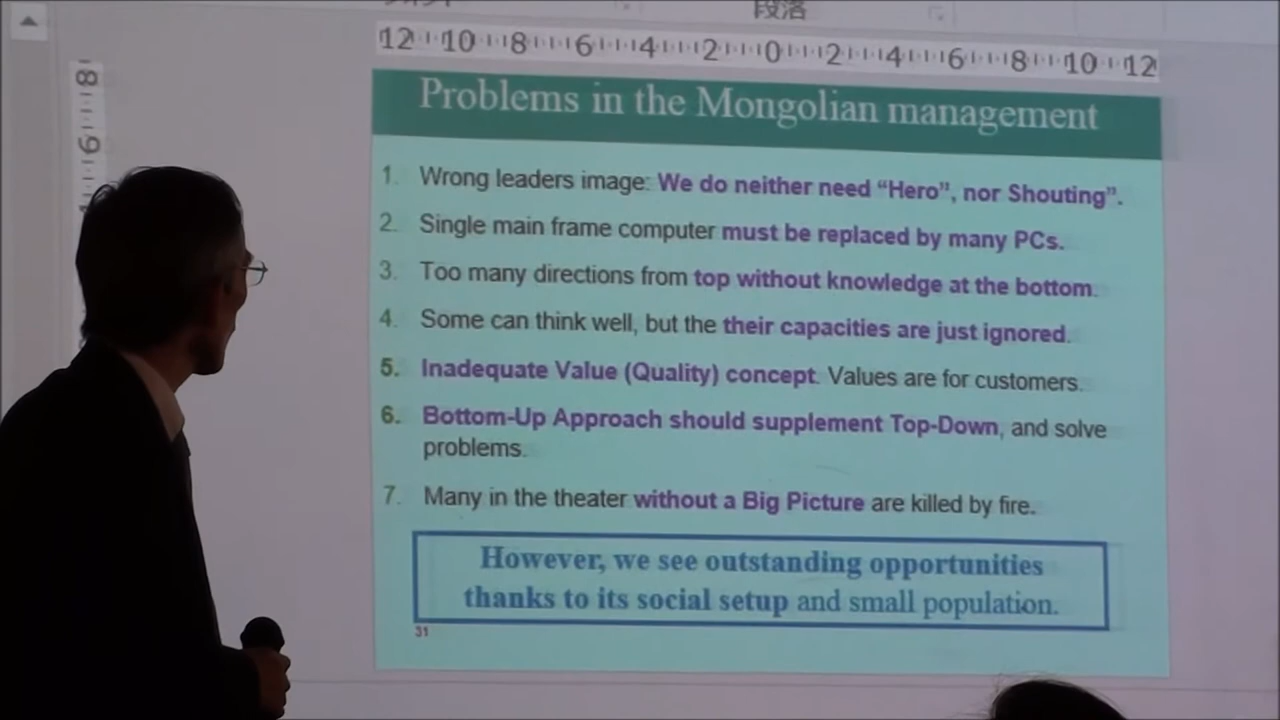 段落
12 10 8 6 4 2 0 2 4 6 8 10 12
8
6
Problems in the Mongolian management
1. Wrong leaders image: We do neither need “Hero”, nor Shouting”.
2. Single main frame computer must be replaced by many PCs.
3. Too many directions from top without knowledge at the bottom.
4. Some can think well, but the their capacities are just ignored.
5. Inadequate Value (Quality) concept. Values are for customers.
6. Bottom-Up Approach should supplement Top-Down, and solve
problems.
7. Many in the theater without a Big Picture are killed by fire.
However, we see outstanding opportunities
thanks to its social setup and small population.
31